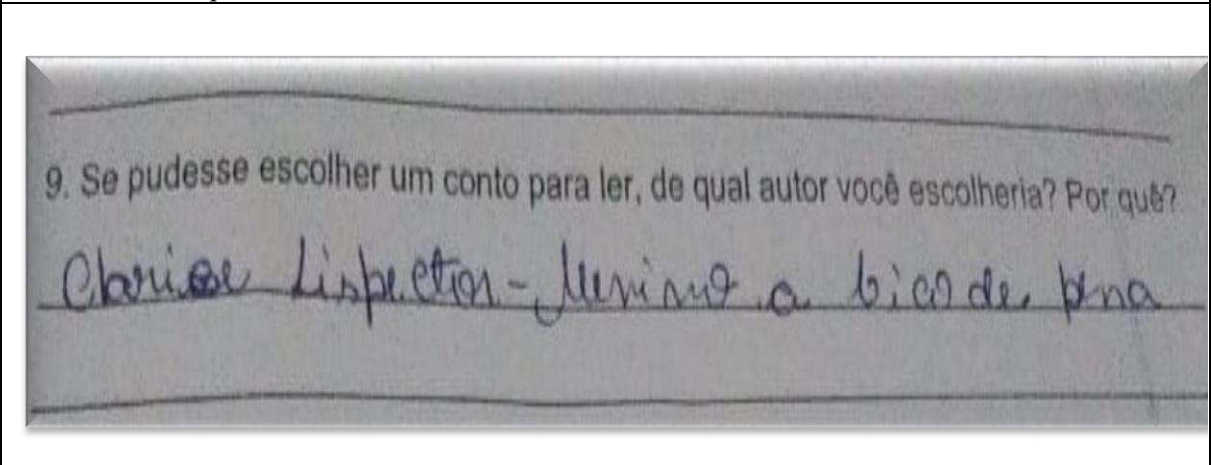 9. Se pudesse escolher um conto para ler, de qual autor você escolheria? Por quê?
Clarisse Lispector - Menino a bico de pena